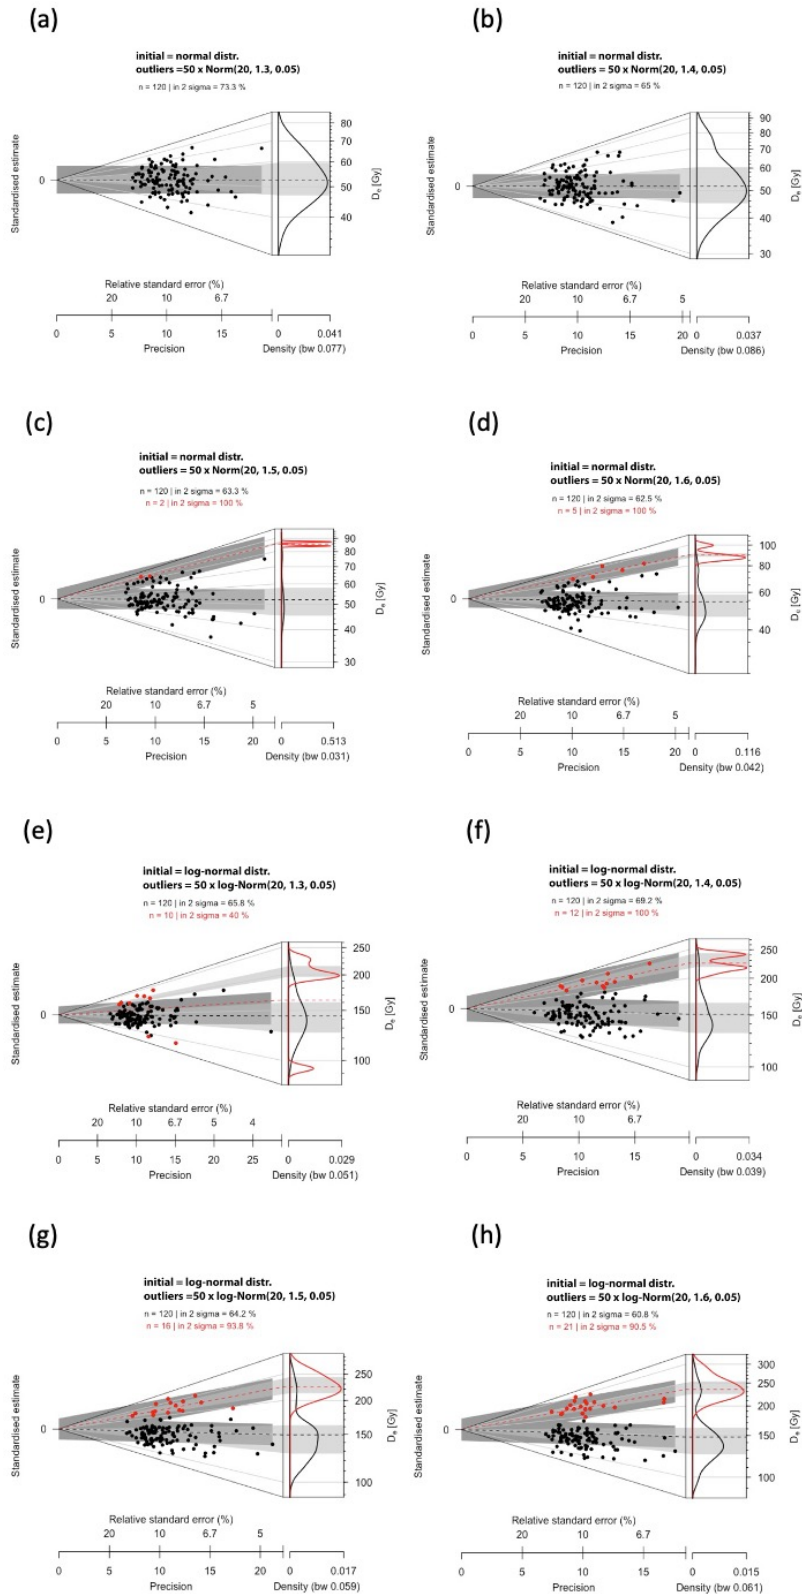 (a)
initial = normal distr.
outliers =50 x Norm(20, 1.3, 0.05)
n = 120 | in 2 sigma = 73.3 %
Standardised estimate
0
80
70
60
50
40
De [Gy]
Relative standard error (%)
20 10 6.7
0 5 10 15 0 0.041
Precision Density (bw 0.077)
(b)
initial = normal distr.
outliers = 50 x Norm(20, 1.4, 0.05)
n = 120 | in 2 sigma = 65 %
Standardised estimate
0
90
80
70
60
50
40
30
De [Gy]
Relative standard error (%)
20 10 6.7 5
0 5 10 15 20 0 0.037
Precision Density (bw 0.086)
(c)
initial = normal distr.
outliers = 50 x Norm(20, 1.5, 0.05)
n = 120 | in 2 sigma = 63.3 %
n = 2 | in 2 sigma = 100 %
Standardised estimate
0
90
80
70
60
50
40
30
De [Gy]
Relative standard error (%)
20 10 6.7 5
0 5 10 15 20 0 0.513
Precision Density (bw 0.031)
(d)
initial = normal distr.
outliers = 50 x Norm(20, 1.6, 0.05)
n = 120 | in 2 sigma = 62.5 %
n = 5 | in 2 sigma = 100 %
Standardised estimate
0
100
80
60
40
De [Gy]
Relative standard error (%)
20 10 6.7 5
0 5 10 15 20 0 0.116
Precision Density (bw 0.042)
(e)
initial = log-normal distr.
outliers = 50 x log-Norm(20, 1.3, 0.05)
n = 120 | in 2 sigma = 65.8 %
n = 10 | in 2 sigma = 40 %
Standardised estimate
0
250
200
150
100
De [Gy]
Relative standard error (%)
20 10 6.7 5 4
0 5 10 15 20 25 0 0.029
Precision Density (bw 0.051)
(f)
initial = log-normal distr.
outliers = 50 x log-Norm(20, 1.4, 0.05)
n = 120 | in 2 sigma = 69.2 %
n = 12 | in 2 sigma = 100 %
Standardised estimate
0
250
200
150
100
De [Gy]
Relative standard error (%)
20 10 6.7
0 5 10 15 0 0.034
Precision Density (bw 0.039)
(g)
initial = log-normal distr.
outliers =50 x log-Norm(20, 1.5, 0.05)
n = 120 | in 2 sigma = 64.2 %
n = 16 | in 2 sigma = 93.8 %
Standardised estimate
0
250
200
150
100
De [Gy]
Relative standard error (%)
20 10 6.7 5
0 5 10 15 20 0 0.017
Precision Density (bw 0.059)
(h)
initial = log-normal distr.
outliers = 50 x log-Norm(20, 1.6, 0.05)
n = 120 | in 2 sigma = 60.8 %
n = 21 | in 2 sigma = 90.5 %
Standardised estimate
0
300
250
200
150
100
De [Gy]
Relative standard error (%)
20 10 6.7
0 5 10 15 0 0.015
Precision Density (bw 0.061)